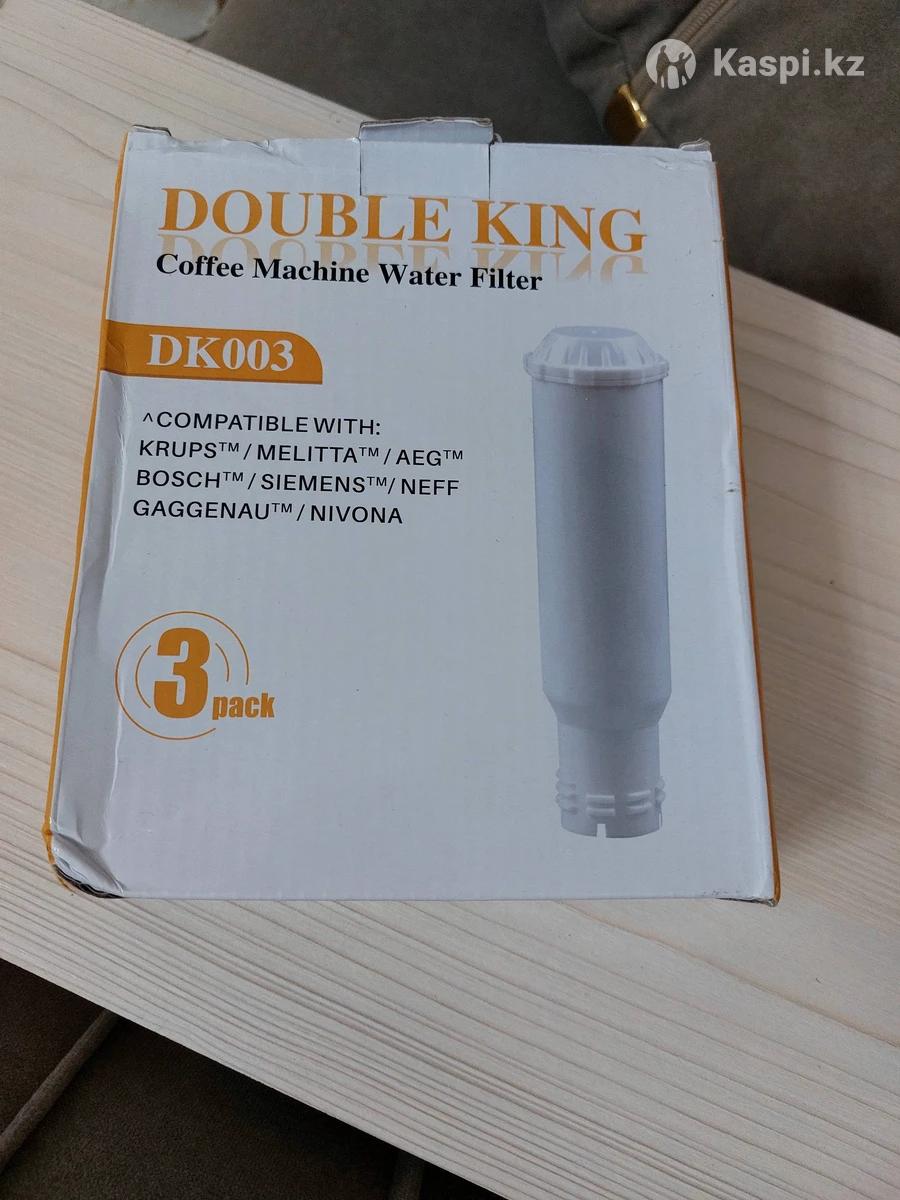 Kaspi.kz
DOUBLE KING
Coffee Machine Water Filter
DK003
^COMPATIBLE WITH:
KRUPS™ / MELITTA™ / AEG™
BOSCH™ / SIEMENS™ / NEFF
GAGGENAU™ / NIVONA
3 pack